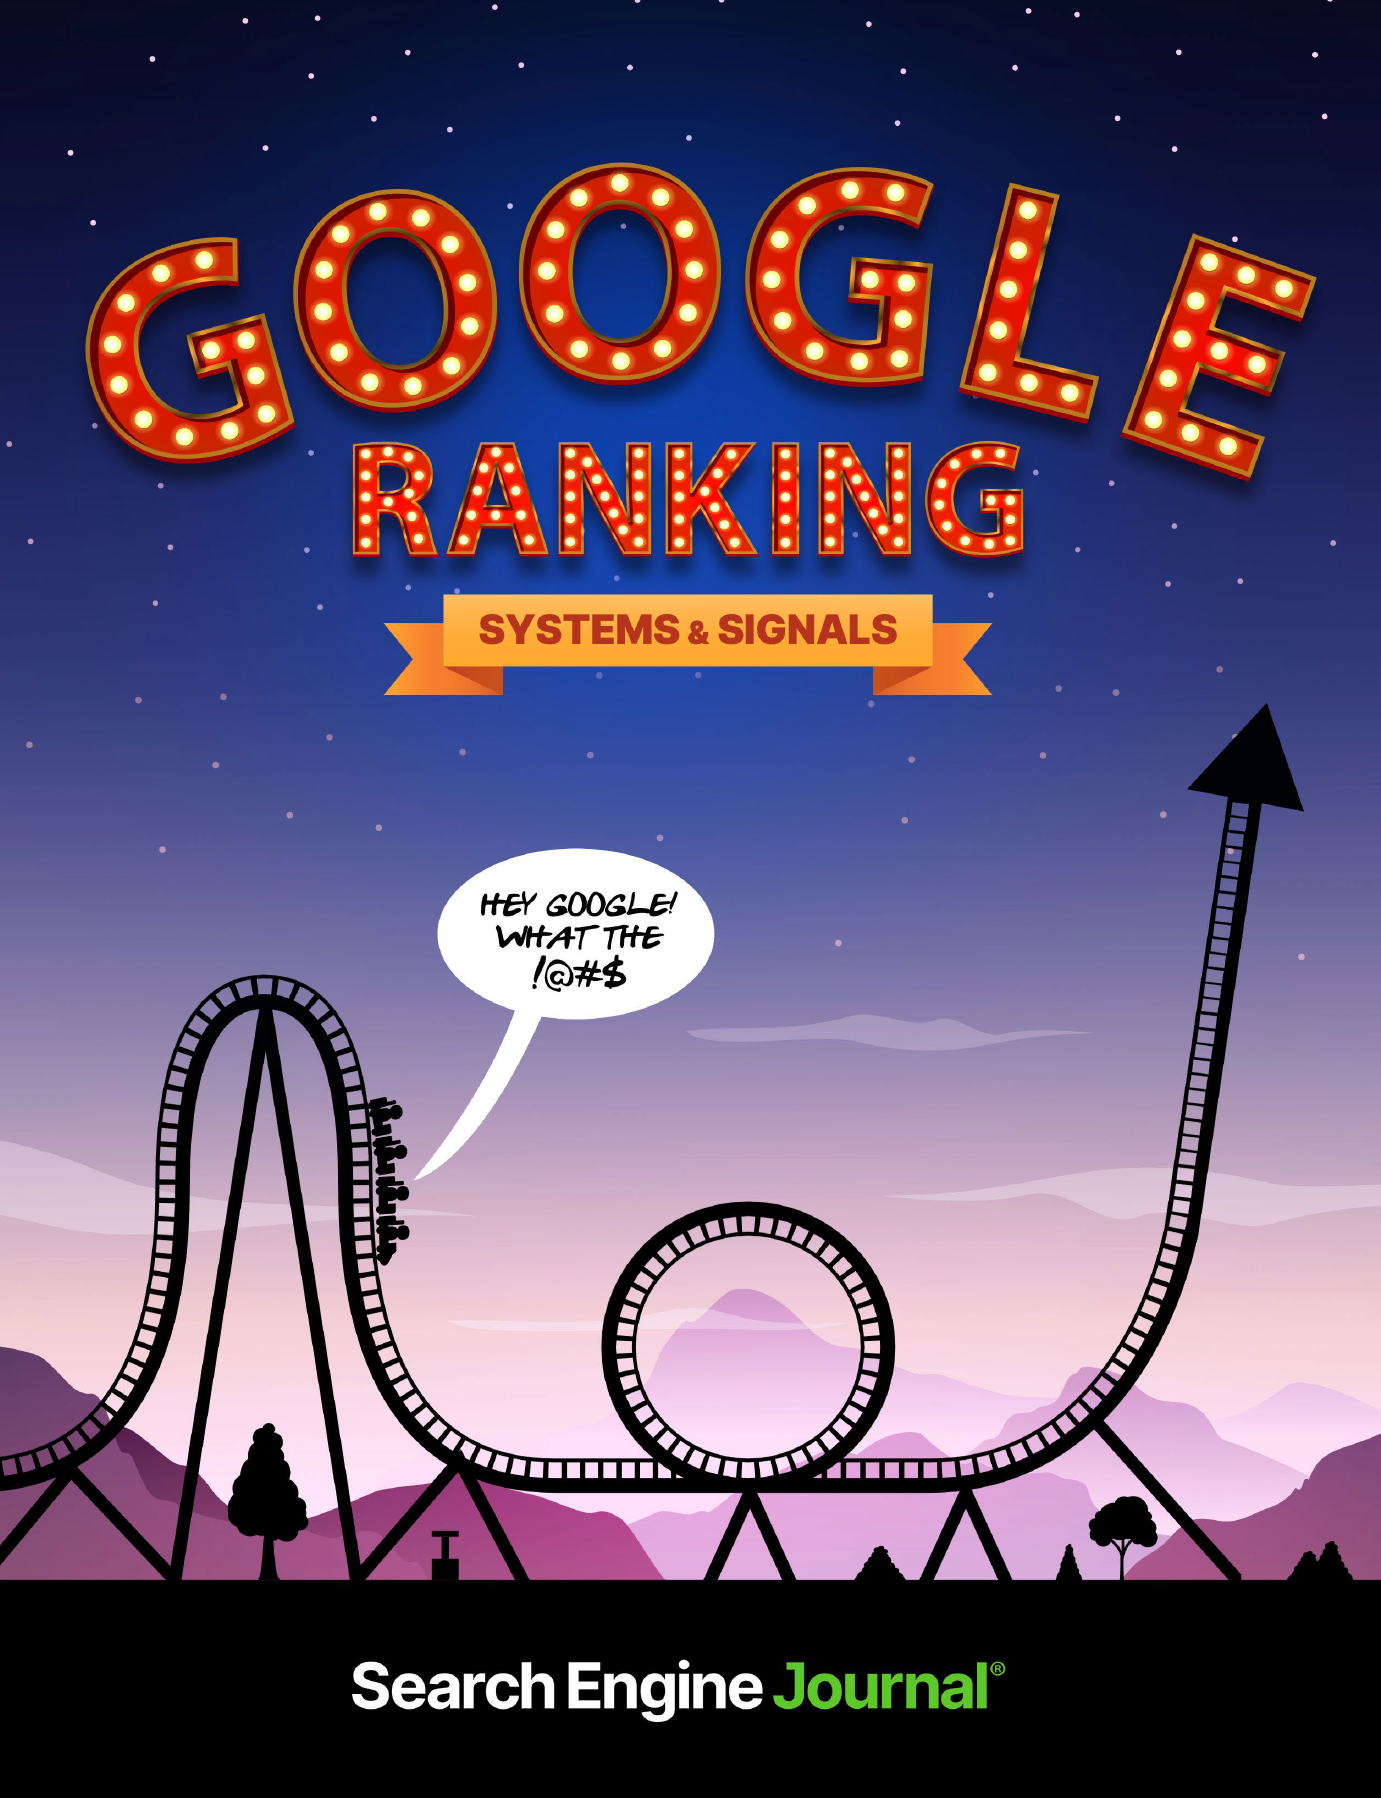 GOOGLE
RANKING
SYSTEMS & SIGNALS
HEY GOOGLE!
WHAT THE
!@#$
Search Engine Journal®